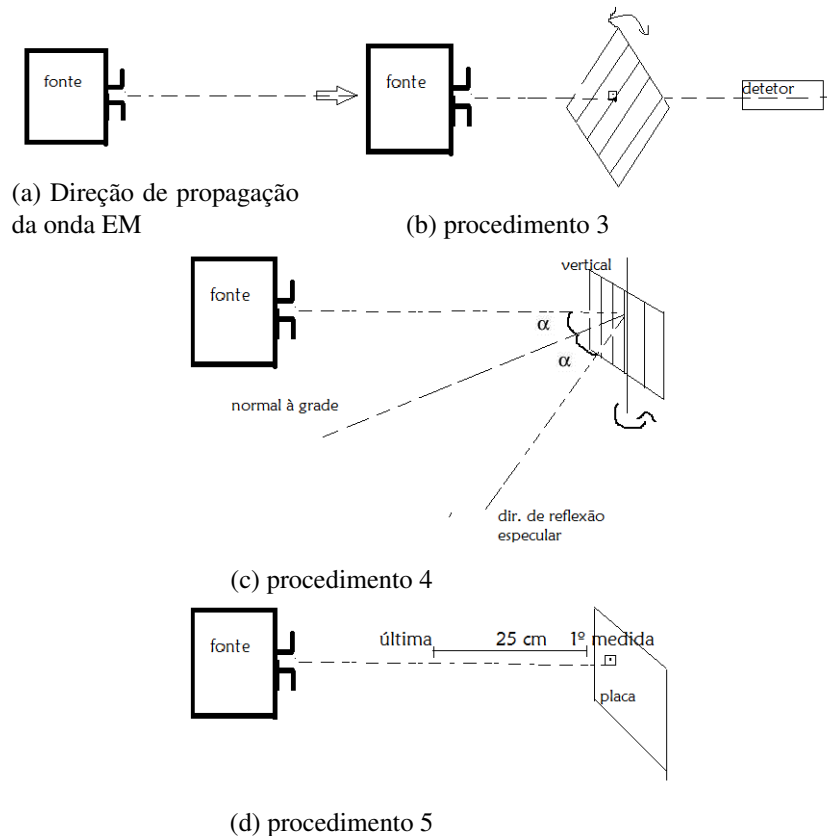 fonte
fonte
detetor
(a) Direção de propagação
da onda EM
(b) procedimento 3
vertical
fonte
α
α
normal à grade
dir. de reflexão
especular
(c) procedimento 4
fonte
última 25 cm 1º medida
placa
(d) procedimento 5